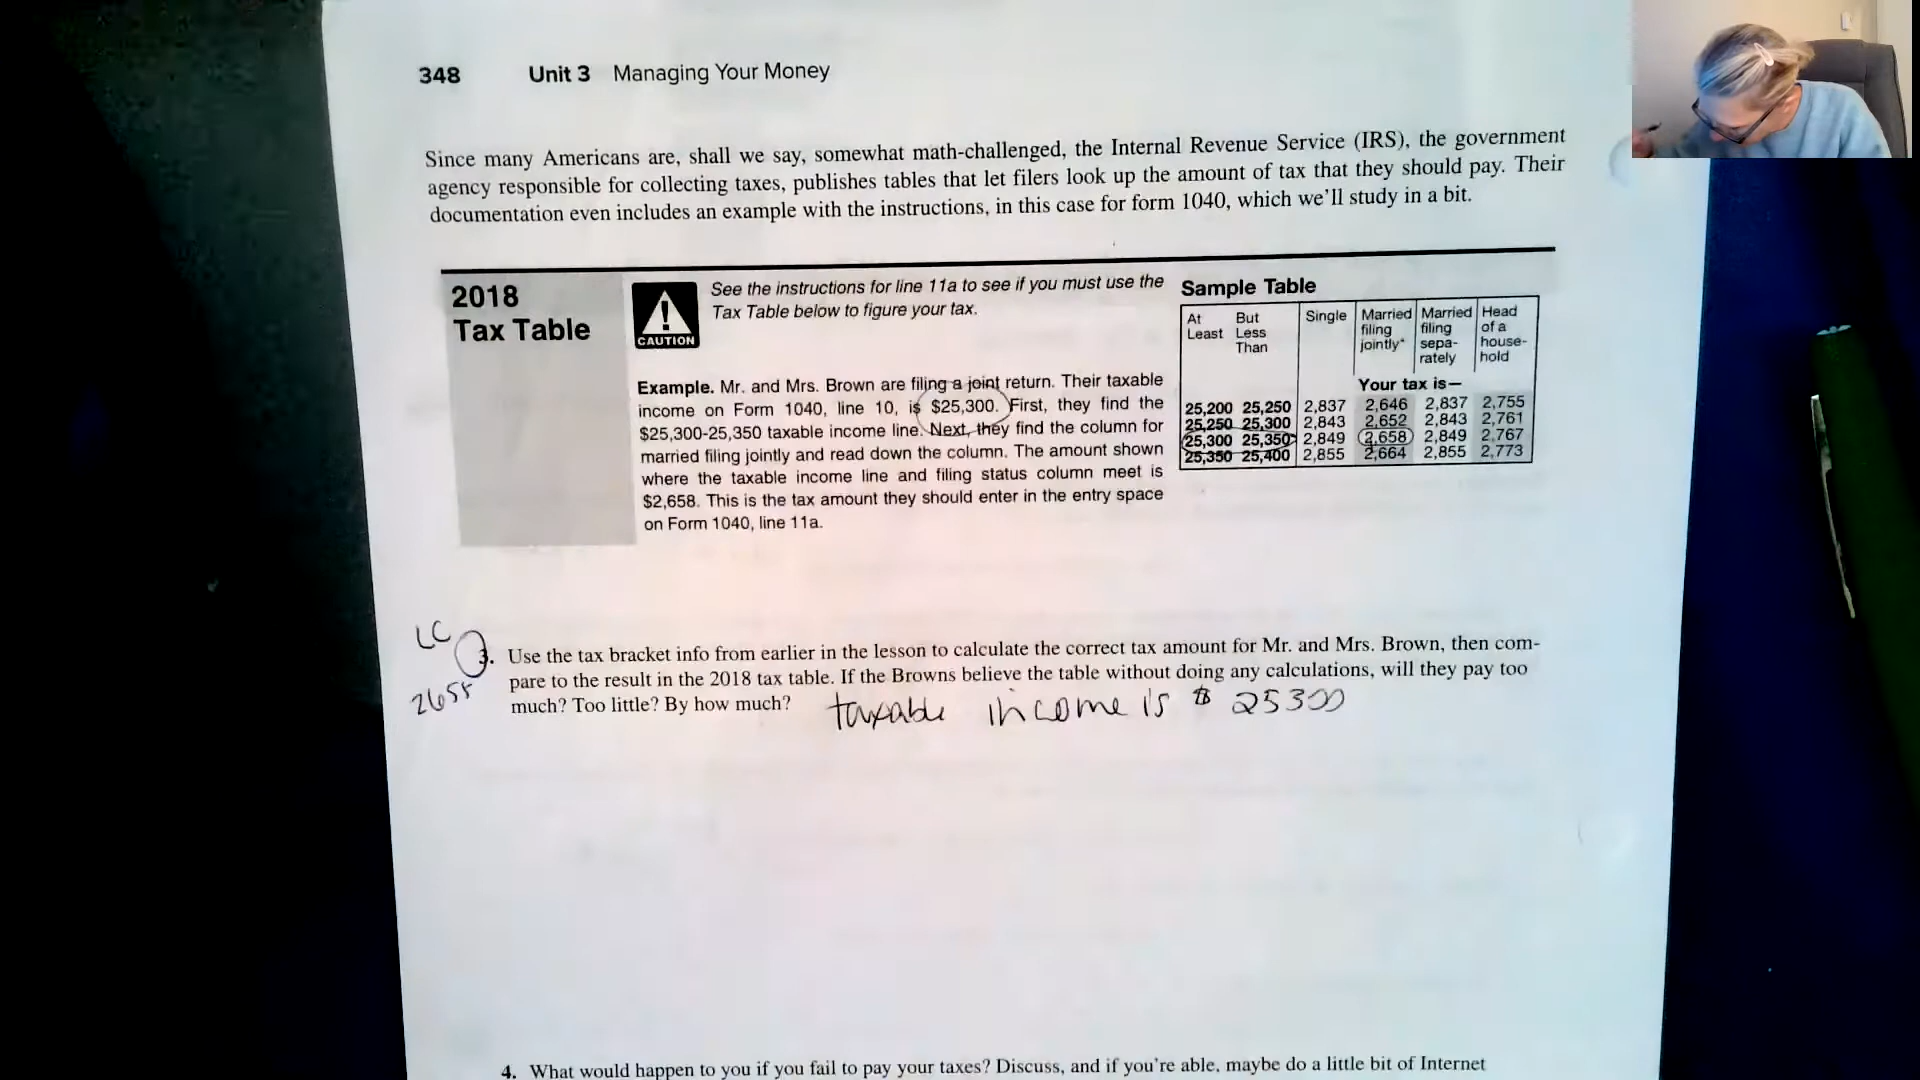 348 Unit 3 Managing Your Money
Since many Americans are, shall we say, somewhat math-challenged, the Internal Revenue Service (IRS), the government
agency responsible for collecting taxes, publishes tables that let filers look up the amount of tax that they should pay. Their
documentation even includes an example with the instructions, in this case for form 1040, which we'll study in a bit.
2018
Tax Table
CAUTION
See the instructions for line 11a to see if you must use the
Tax Table below to figure your tax.
Example. Mr. and Mrs. Brown are filing a joint return. Their taxable
income on Form 1040, line 10, is $25,300. First, they find the
$25,300-25,350 taxable income line. Next, they find the column for
married filing jointly and read down the column. The amount shown
where the taxable income line and filing status column meet is
$2,658. This is the tax amount they should enter in the entry space
on Form 1040, line 11a.
Sample Table
At Least
But Less Than
Single
Married filing jointly*
Married filing sepa-rately
Head of a house-hold
Your tax is—
25,200 25,250 2,837 2,646 2,837 2,755
25,250 25,300 2,843 2,652 2,843 2,761
25,300 25,350 2,849 2,658 2,849 2,767
25,350 25,400 2,855 2,664 2,855 2,773
LC
3. Use the tax bracket info from earlier in the lesson to calculate the correct tax amount for Mr. and Mrs. Brown, then com-
pare to the result in the 2018 tax table. If the Browns believe the table without doing any calculations, will they pay too
much? Too little? By how much? taxable income is $ 25300
2658
4. What would happen to you if you fail to pay your taxes? Discuss, and if you're able, maybe do a little bit of Internet